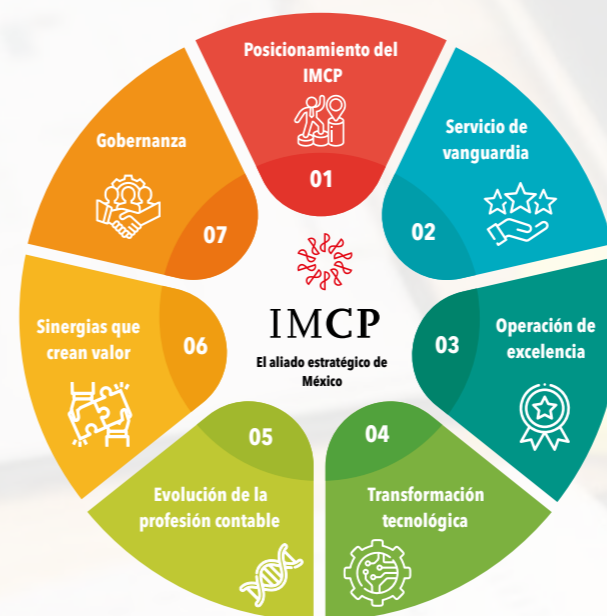 Posicionamiento del
IMCP
01
Servicio de
vanguardia
02
Operación de
excelencia
03
Transformación
tecnológica
04
Evolución de la
profesión contable
05
Sinergias que
crean valor
06
Gobernanza
07
IMCP
El aliado estratégico de
México